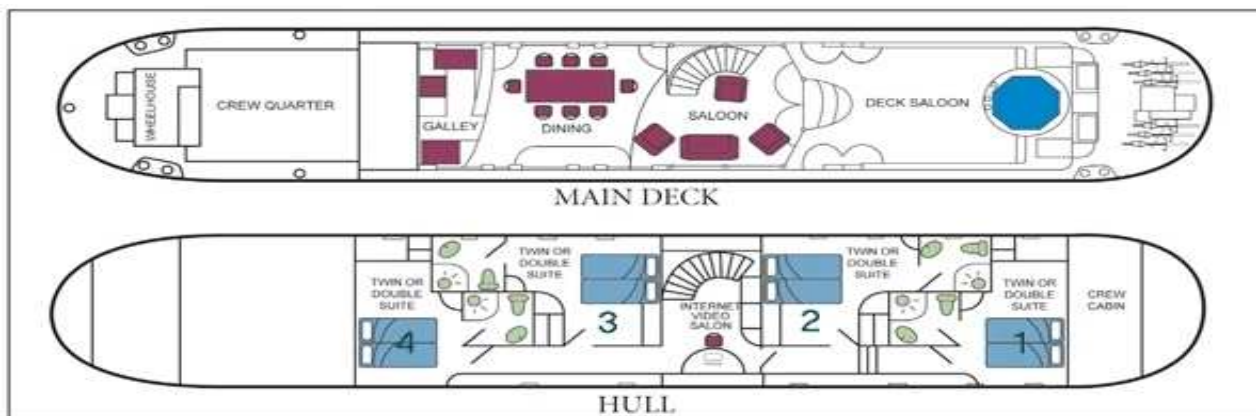 WHEELHOUSE
CREW QUARTER
GALLEY
DINING
SALOON
DECK SALOON
MAIN DECK
TWIN OR
DOUBLE
SUITE
4
TWIN OR
DOUBLE
SUITE
3
INTERNET
VIDEO
SALON
TWIN OR
DOUBLE
SUITE
2
TWIN OR
DOUBLE
SUITE
1
CREW
CABIN
HULL